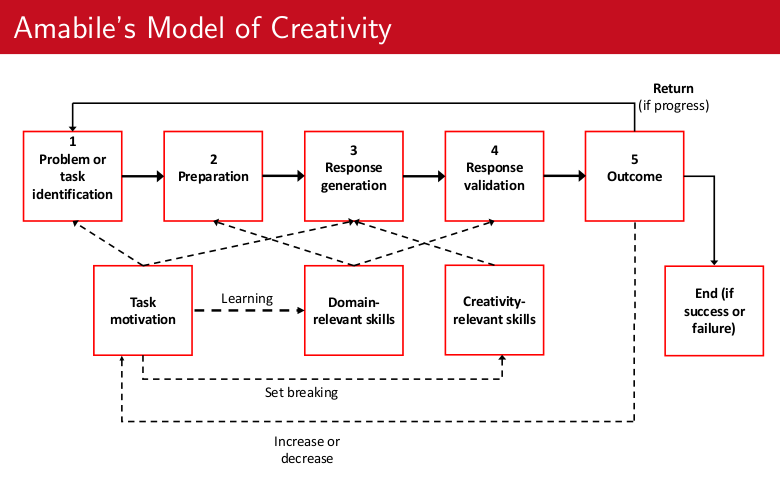 Amabile's Model of Creativity
Return
(if progress)
1
Problem or
task
identification
2
Preparation
3
Response
generation
4
Response
validation
5
Outcome
Task
motivation
Learning
Domain-
relevant skills
Creativity-
relevant skills
End (if
success or
failure)
Set breaking
Increase or
decrease